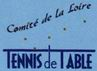 Comité de la Loire
TENNIS DE TABLE